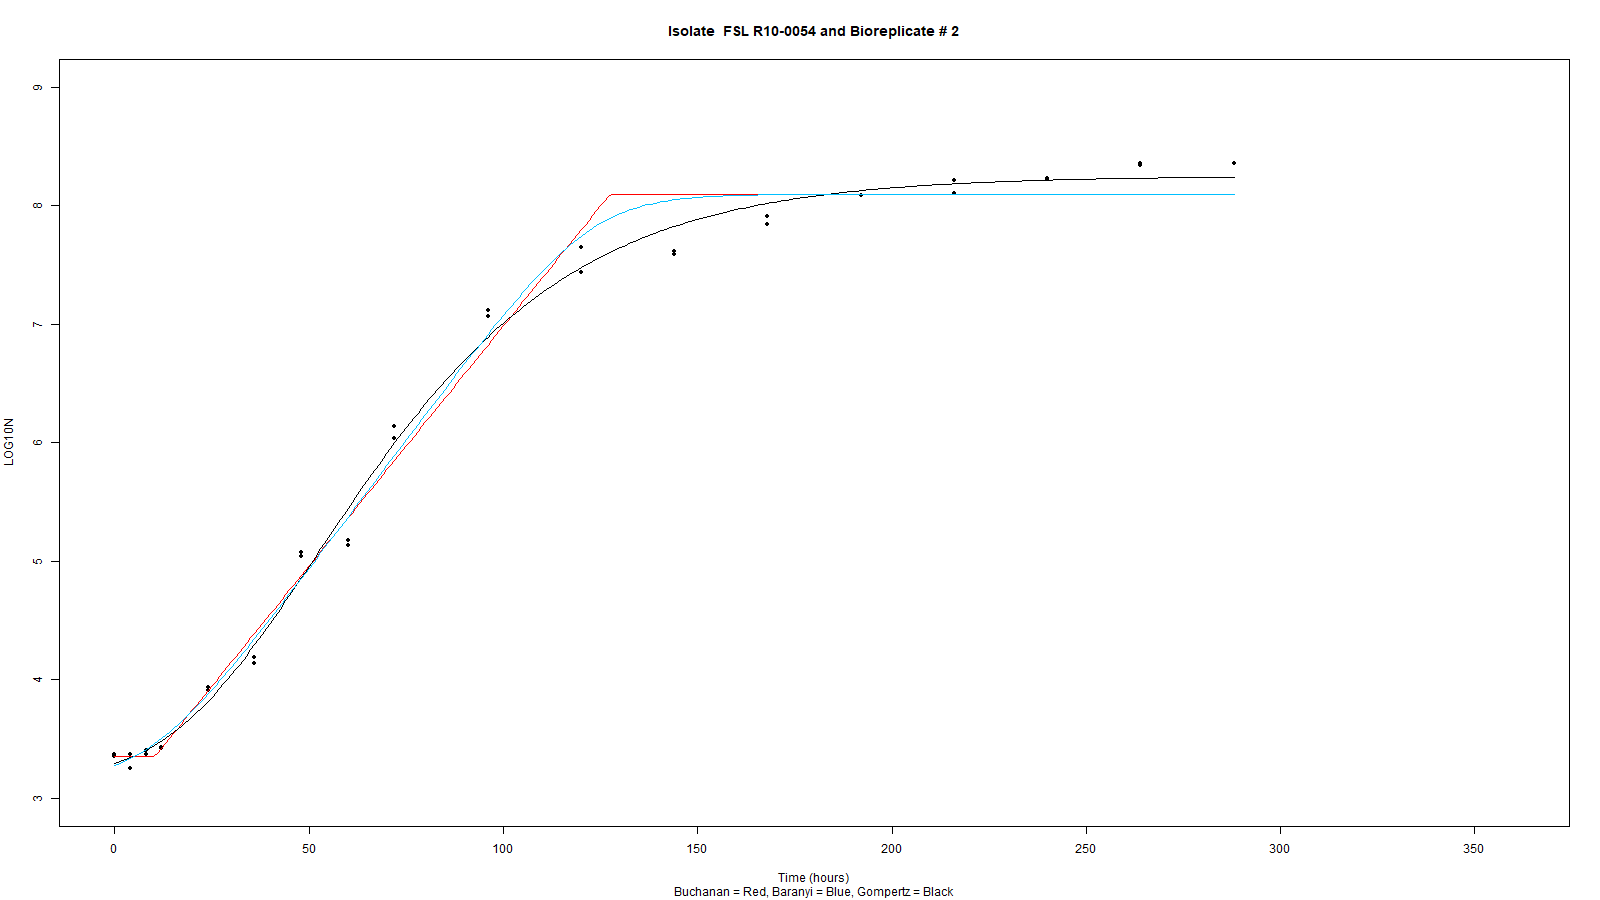 Isolate  FSL R10-0054 and Bioreplicate # 2
9
8
7
6
5
4
3
LOG10N
0 50 100 150 200 250 300 350
Time (hours)
Buchanan = Red, Baranyi = Blue, Gompertz = Black